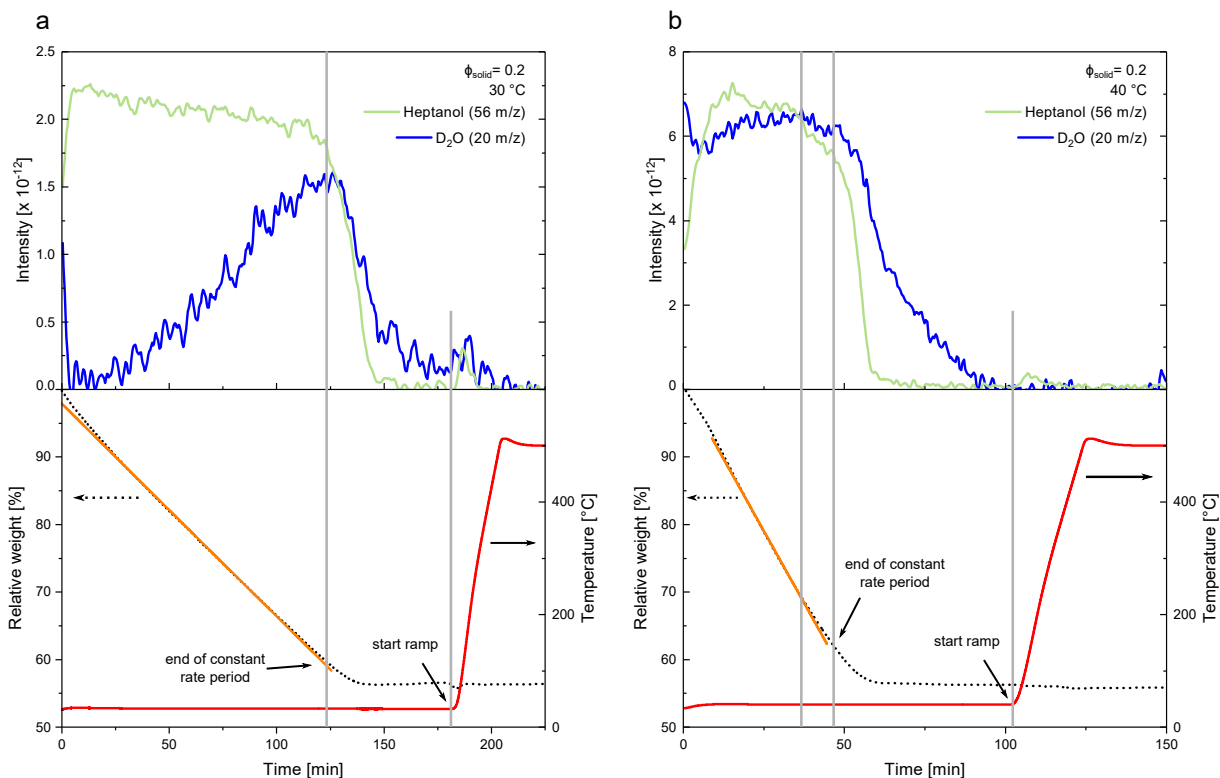 a
2.5
2.0
1.5
1.0
0.5
0.0
Intensity [x 10-12]
ϕsolid= 0.2
30 °C
Heptanol (56 m/z)
D2O (20 m/z)
90
80
70
60
50
Relative weight [%]
400
200
0
Temperature [°C]
end of constant
rate period
start ramp
0
50
100
150
200
Time [min]
b
8
6
4
2
0
Intensity [x 10-12]
ϕsolid= 0.2
40 °C
Heptanol (56 m/z)
D2O (20 m/z)
90
80
70
60
50
Relative weight [%]
400
200
0
Temperature [°C]
end of constant
rate period
start ramp
0
50
100
150
Time [min]